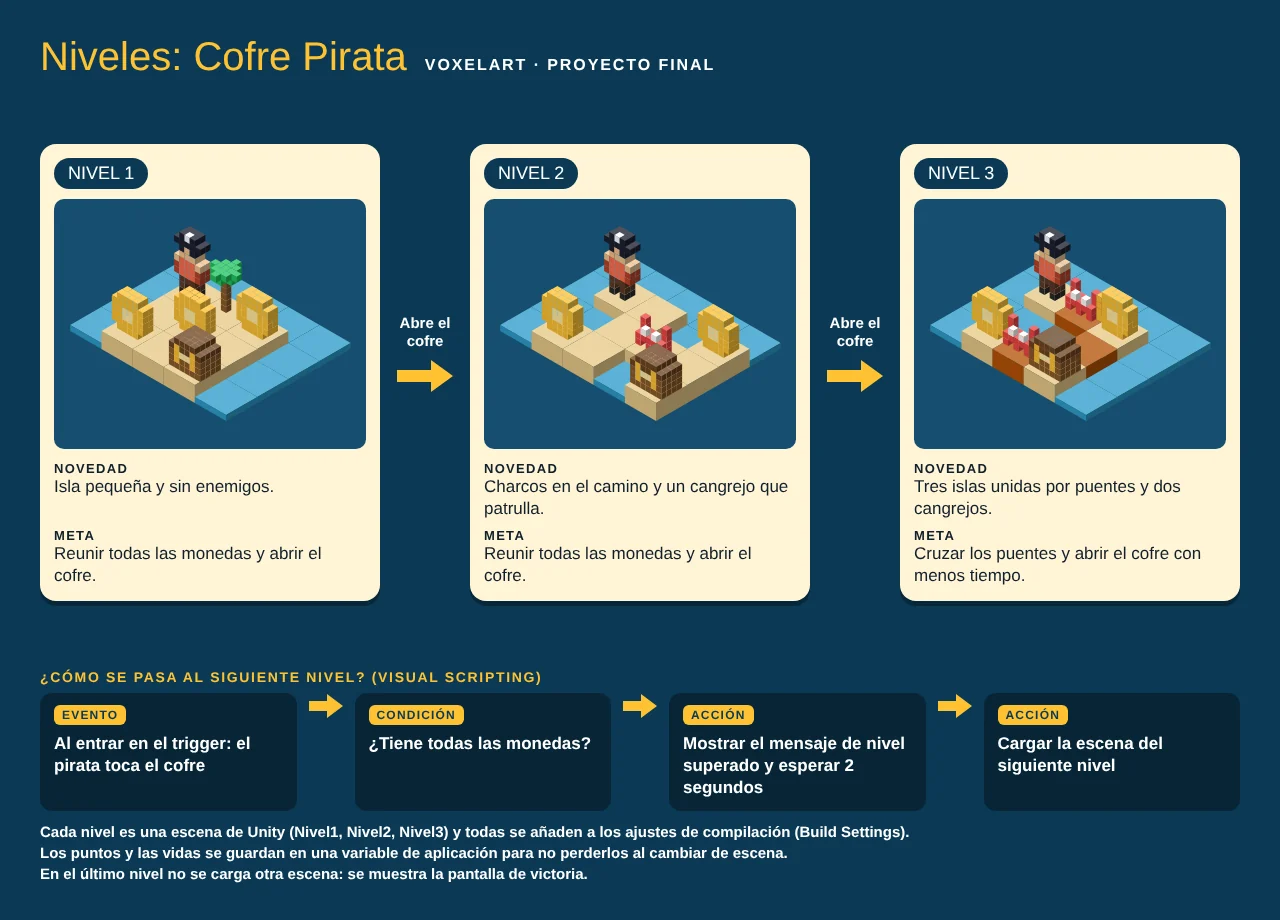 Niveles: Cofre Pirata VOXELART · PROYECTO FINAL
NIVEL 1
NOVEDAD
Isla pequeña y sin enemigos.
META
Reunir todas las monedas y abrir el
cofre.
Abre el
cofre
NIVEL 2
NOVEDAD
Charcos en el camino y un cangrejo que
patrulla.
META
Reunir todas las monedas y abrir el
cofre.
Abre el
cofre
NIVEL 3
NOVEDAD
Tres islas unidas por puentes y dos
cangrejos.
META
Cruzar los puentes y abrir el cofre con
menos tiempo.
¿CÓMO SE PASA AL SIGUIENTE NIVEL? (VISUAL SCRIPTING)
EVENTO
Al entrar en el trigger: el
pirata toca el cofre
CONDICIÓN
¿Tiene todas las monedas?
ACCIÓN
Mostrar el mensaje de nivel
superado y esperar 2
segundos
ACCIÓN
Cargar la escena del
siguiente nivel
Cada nivel es una escena de Unity (Nivel1, Nivel2, Nivel3) y todas se añaden a los ajustes de compilación (Build Settings).
Los puntos y las vidas se guardan en una variable de aplicación para no perderlos al cambiar de escena.
En el último nivel no se carga otra escena: se muestra la pantalla de victoria.